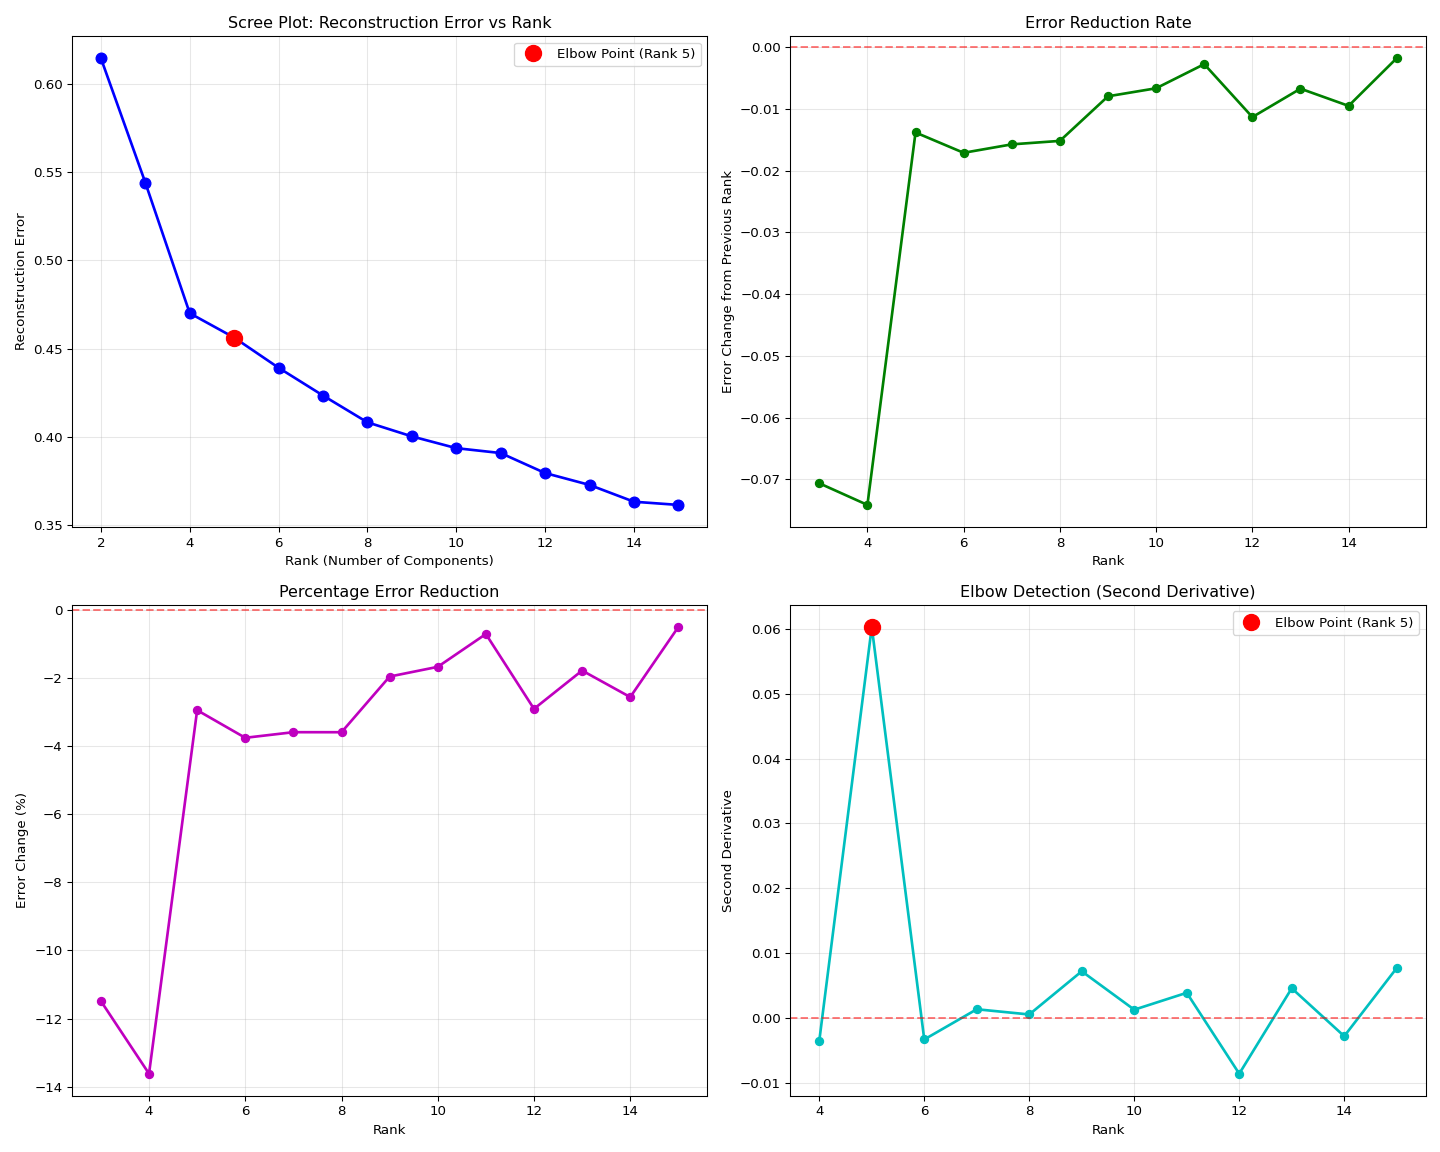 Scree Plot: Reconstruction Error vs Rank
Elbow Point (Rank 5)
Reconstruction Error
0.60
0.55
0.50
0.45
0.40
0.35
2 4 6 8 10 12 14
Rank (Number of Components)
Error Reduction Rate
Error Change from Previous Rank
0.00
−0.01
−0.02
−0.03
−0.04
−0.05
−0.06
−0.07
4 6 8 10 12 14
Rank
Percentage Error Reduction
Error Change (%)
0
−2
−4
−6
−8
−10
−12
−14
4 6 8 10 12 14
Rank
Elbow Detection (Second Derivative)
Elbow Point (Rank 5)
Second Derivative
0.06
0.05
0.04
0.03
0.02
0.01
0.00
−0.01
4 6 8 10 12 14
Rank